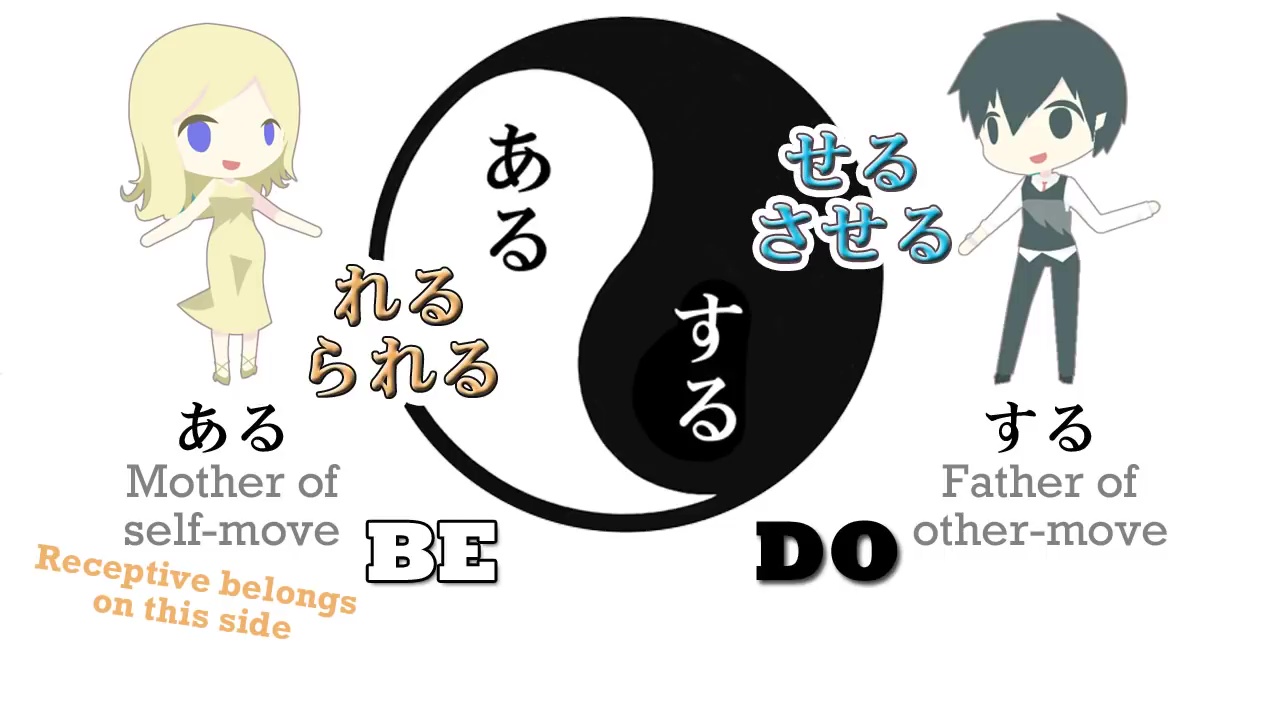 ある
する
れる
られる
せる
させる
ある
Mother of
self-move
Receptive belongs
on this side
BE
DO
する
Father of
other-move